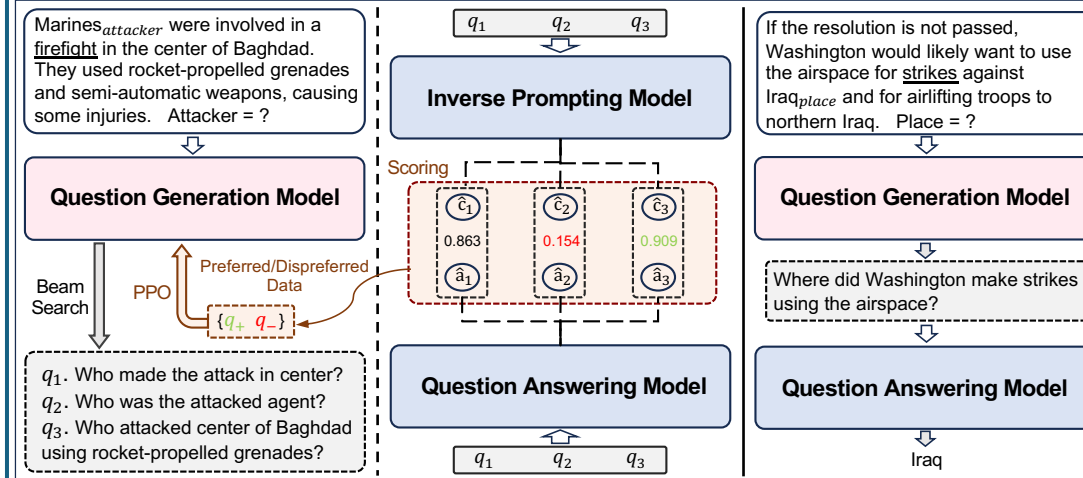 Marines_attacker were involved in a
firefight in the center of Baghdad.
They used rocket-propelled grenades
and semi-automatic weapons, causing
some injuries. Attacker = ?
Question Generation Model
Beam
Search
PPO
Preferred/Dispreferred
Data
{q₊ q₋}
q₁. Who made the attack in center?
q₂. Who was the attacked agent?
q₃. Who attacked center of Baghdad
using rocket-propelled grenades?
q₁ q₂ q₃
Inverse Prompting Model
Scoring
ĉ₁ ĉ₂ ĉ₃
0.863 0.154 0.909
â₁ â₂ â₃
Question Answering Model
q₁ q₂ q₃
If the resolution is not passed,
Washington would likely want to use
the airspace for strikes against
Iraq_place and for airlifting troops to
northern Iraq. Place = ?
Question Generation Model
Where did Washington make strikes
using the airspace?
Question Answering Model
Iraq